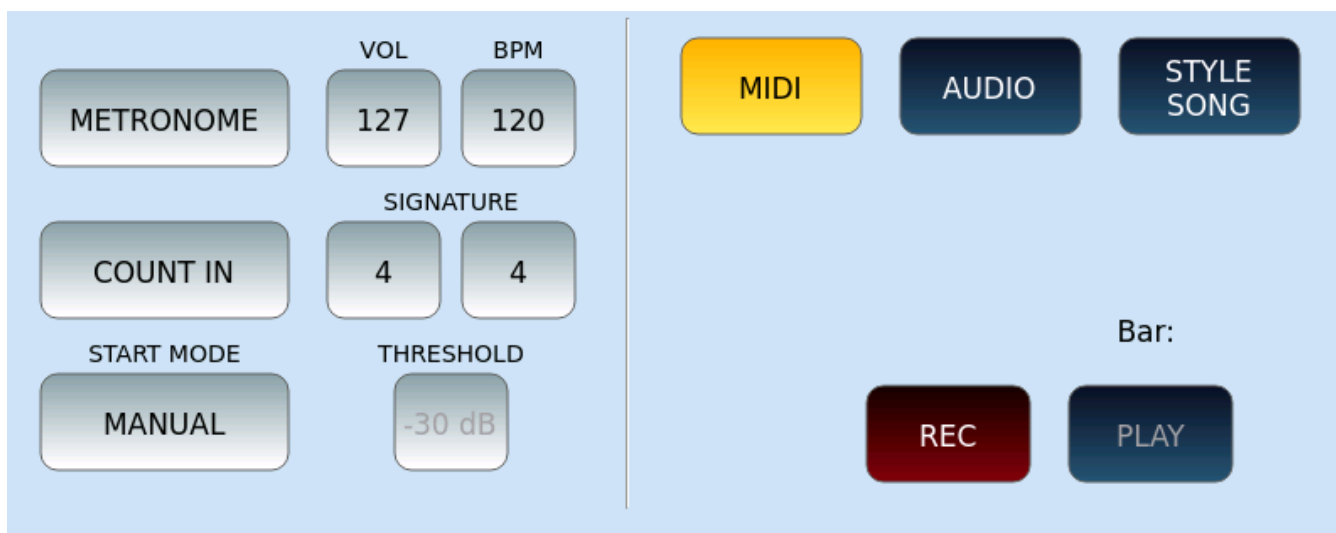 VOL BPM
METRONOME 127 120
SIGNATURE
COUNT IN 4 4
START MODE THRESHOLD
MANUAL -30 dB
MIDI AUDIO STYLE
SONG
Bar:
REC PLAY